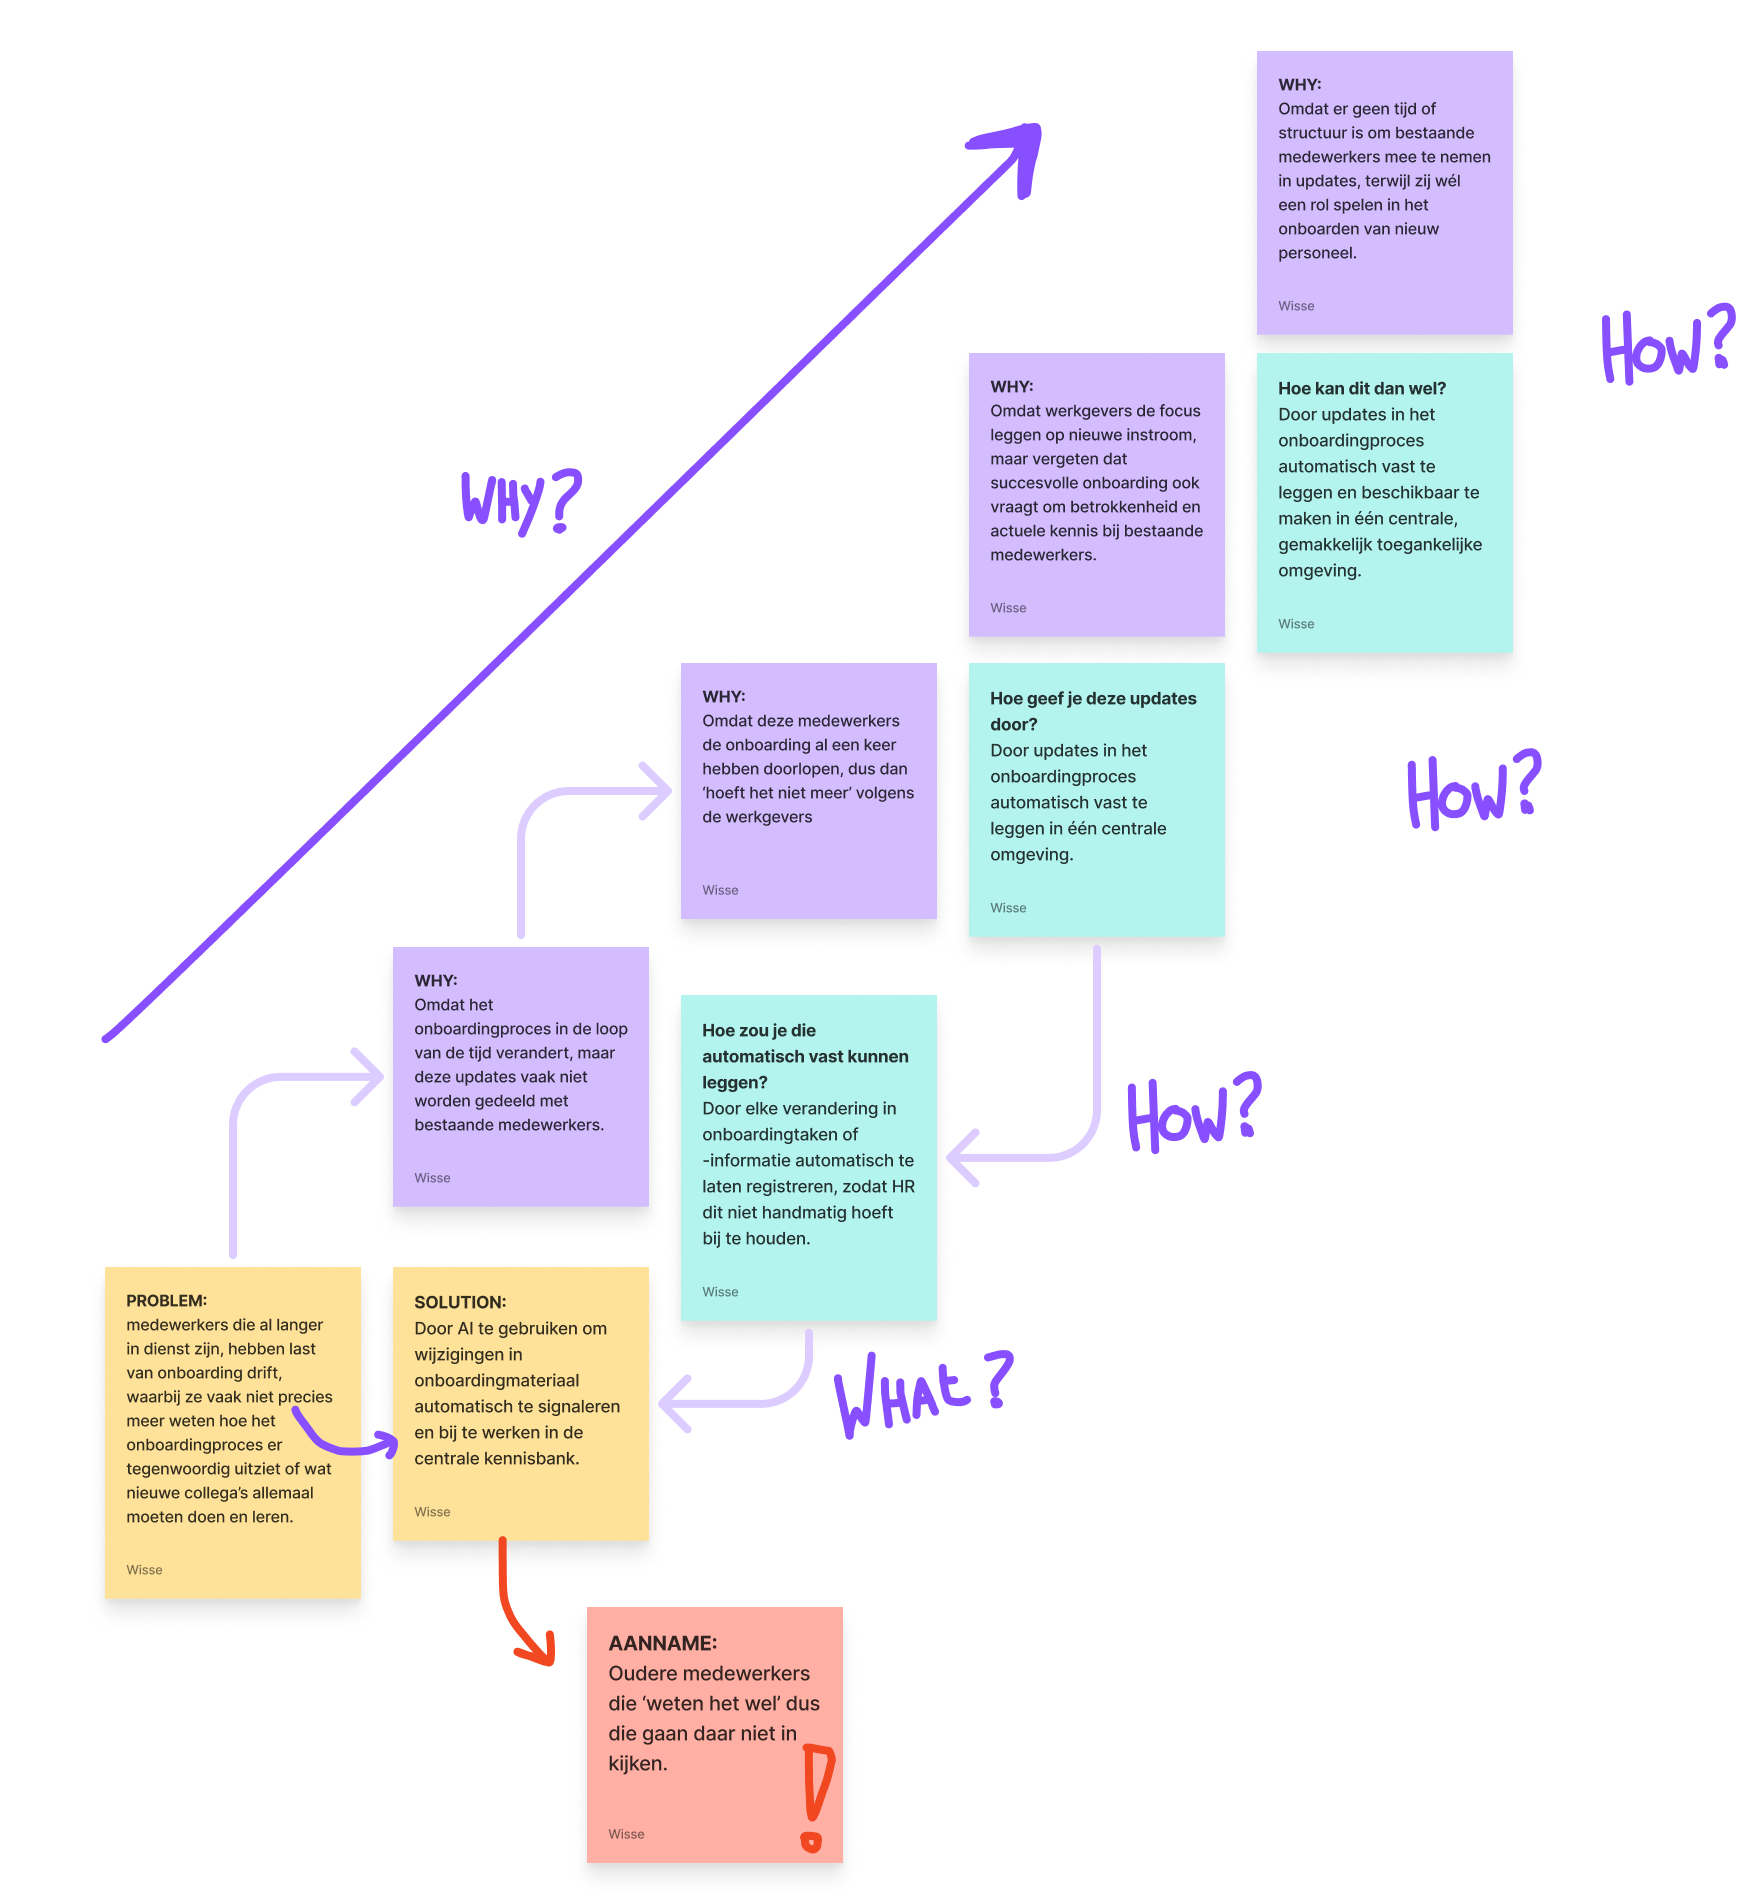 WHY:
Omdat er geen tijd of
structuur is om bestaande
medewerkers mee te nemen
in updates, terwijl zij wél
een rol spelen in het
onboarden van nieuw
personeel.
Wisse
How?
WHY:
Omdat werkgevers de focus
leggen op nieuwe instroom,
maar vergeten dat
succesvolle onboarding ook
vraagt om betrokkenheid en
actuele kennis bij bestaande
medewerkers.
Wisse
Hoe kan dit dan wel?
Door updates in het
onboardingproces
automatisch vast te
leggen en beschikbaar te
maken in één centrale,
gemakkelijk toegankelijke
omgeving.
Wisse
WHY?
WHY:
Omdat deze medewerkers
de onboarding al een keer
hebben doorlopen, dus dan
‘hoeft het niet meer’ volgens
de werkgevers
Wisse
Hoe geef je deze updates
door?
Door updates in het
onboardingproces
automatisch vast te
leggen in één centrale
omgeving.
Wisse
How?
WHY:
Omdat het
onboardingproces in de loop
van de tijd verandert, maar
deze updates vaak niet
worden gedeeld met
bestaande medewerkers.
Wisse
Hoe zou je die
automatisch vast kunnen
leggen?
Door elke verandering in
onboardingtaken of
-informatie automatisch te
laten registreren, zodat HR
dit niet handmatig hoeft
bij te houden.
Wisse
How?
PROBLEM:
medewerkers die al langer
in dienst zijn, hebben last
van onboarding drift,
waarbij ze vaak niet precies
meer weten hoe het
onboardingproces er
tegenwoordig uitziet of wat
nieuwe collega’s allemaal
moeten doen en leren.
Wisse
SOLUTION:
Door AI te gebruiken om
wijzigingen in
onboardingmateriaal
automatisch te signaleren
en bij te werken in de
centrale kennisbank.
Wisse
WHAt?
AANNAME:
Oudere medewerkers
die ‘weten het wel’ dus
die gaan daar niet in
kijken.
!
Wisse